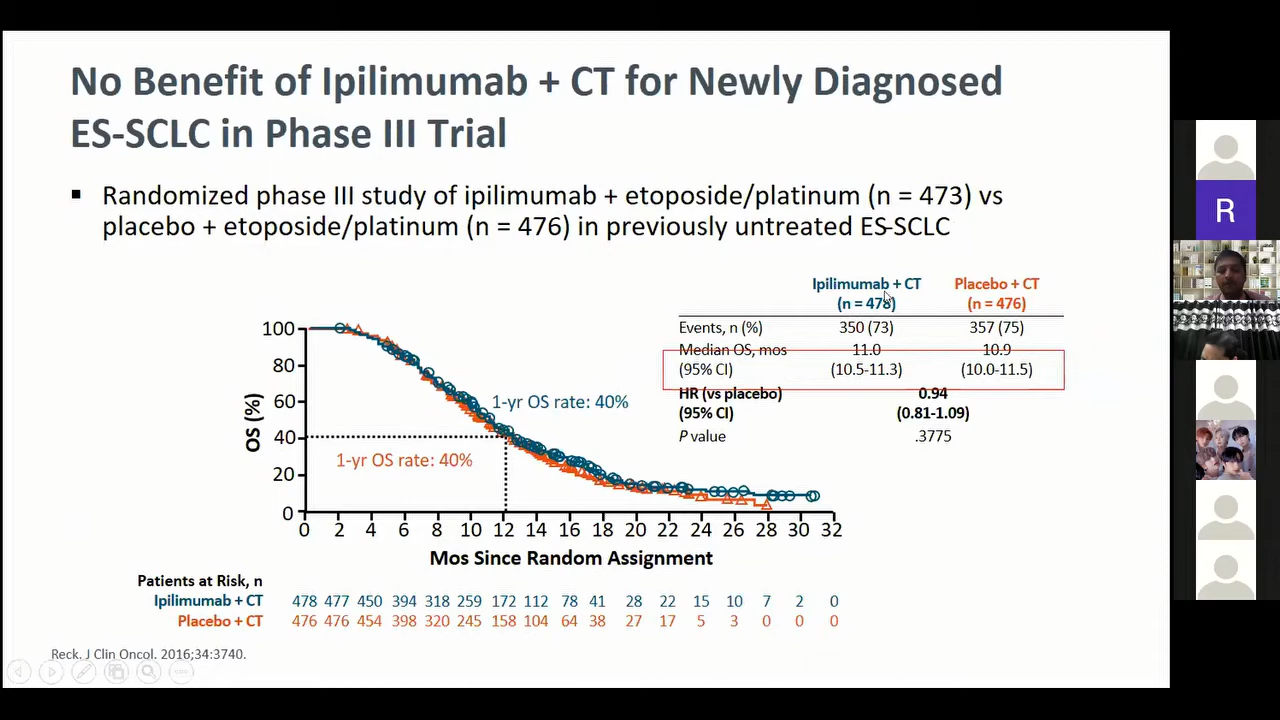 No Benefit of Ipilimumab + CT for Newly Diagnosed
ES-SCLC in Phase III Trial
▪ Randomized phase III study of ipilimumab + etoposide/platinum (n = 473) vs
placebo + etoposide/platinum (n = 476) in previously untreated ES-SCLC
Ipilimumab + CT Placebo + CT
(n = 478) (n = 476)
Events, n (%) 350 (73) 357 (75)
Median OS, mos 11.0 10.9
(95% CI) (10.5-11.3) (10.0-11.5)
HR (vs placebo) 0.94
(95% CI) (0.81-1.09)
P value .3775
OS (%)
100
80
60
40
20
0
1-yr OS rate: 40%
1-yr OS rate: 40%
0 2 4 6 8 10 12 14 16 18 20 22 24 26 28 30 32
Mos Since Random Assignment
Patients at Risk, n
Ipilimumab + CT 478 477 450 394 318 259 172 112 78 41 28 22 15 10 7 2 0
Placebo + CT 476 476 454 398 320 245 158 104 64 38 27 17 5 3 0 0 0
Reck. J Clin Oncol. 2016;34:3740.
R